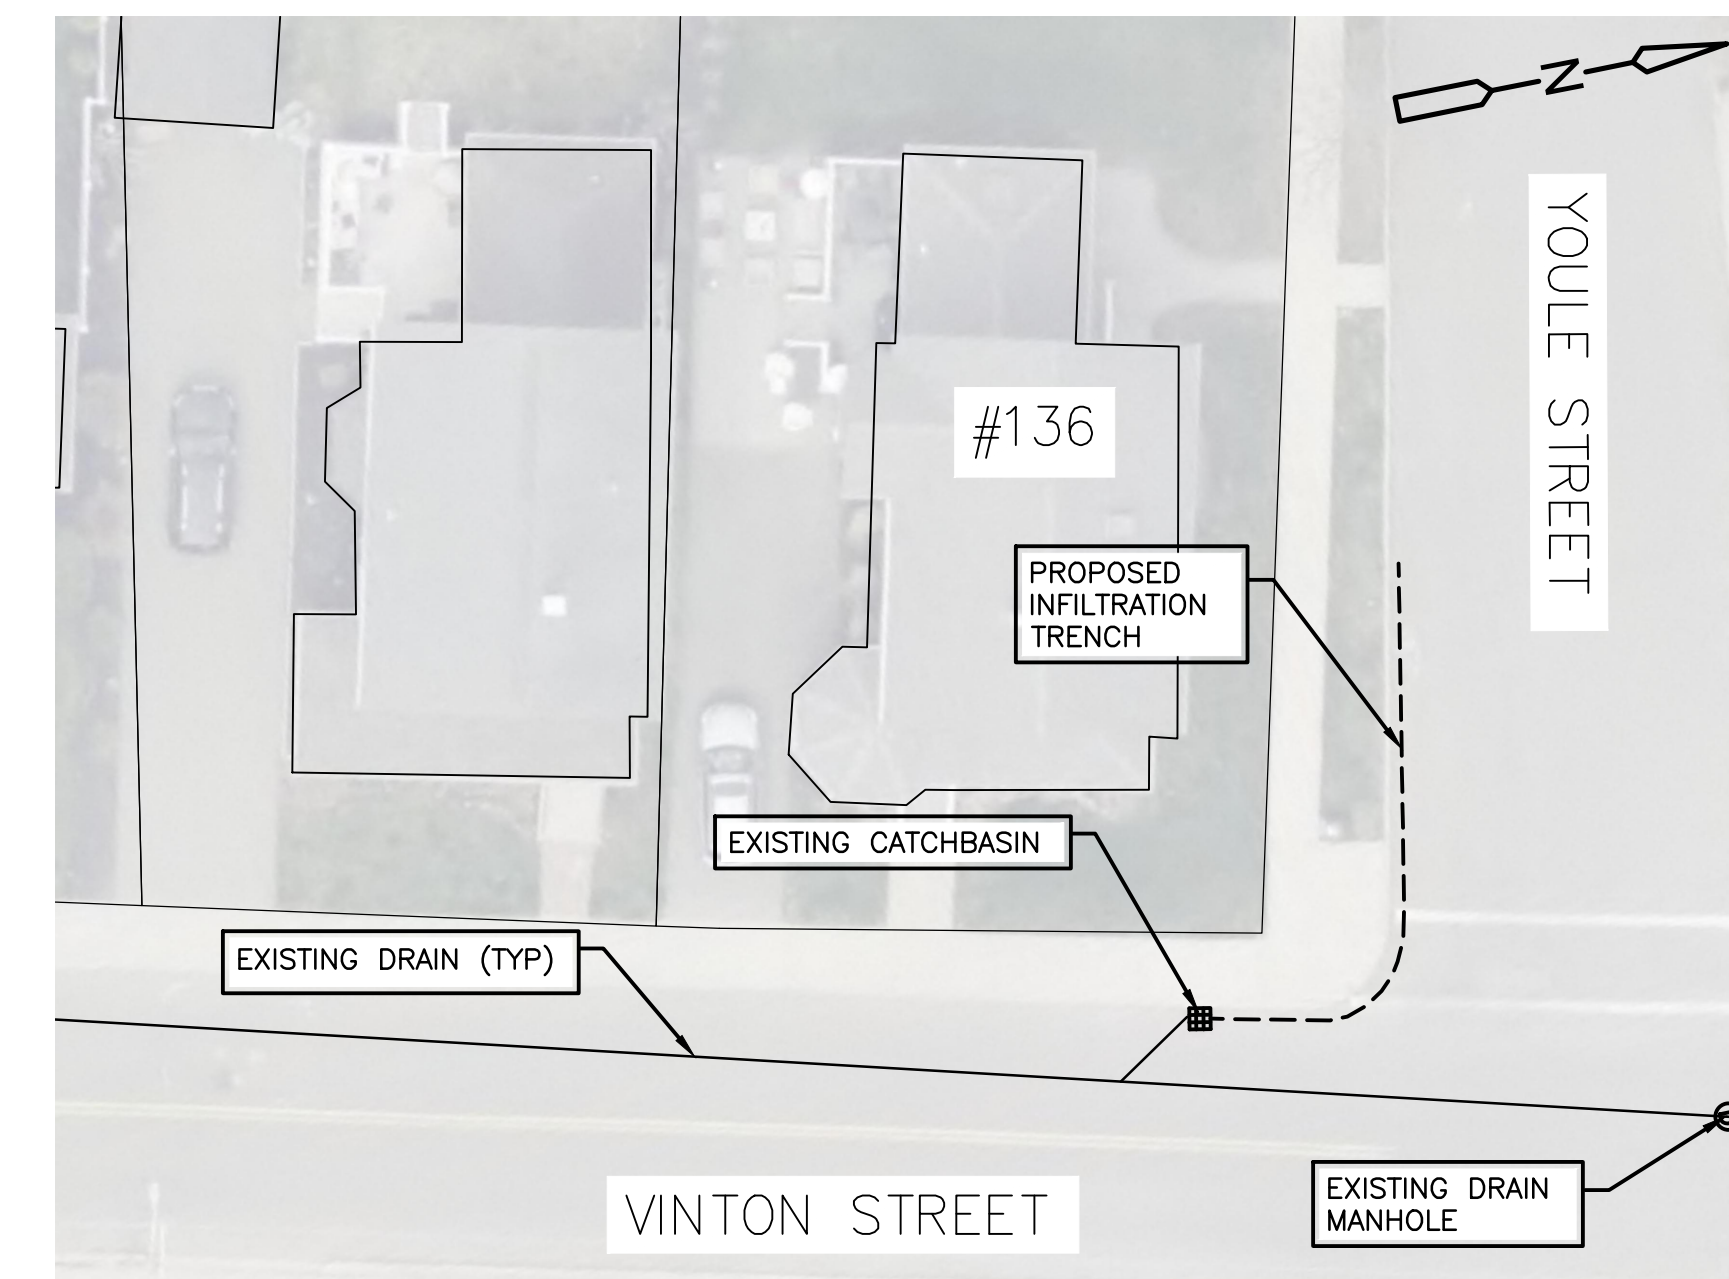 N
YOULE STREET
#136
PROPOSED
INFILTRATION
TRENCH
EXISTING CATCHBASIN
EXISTING DRAIN (TYP)
EXISTING DRAIN
MANHOLE
VINTON STREET